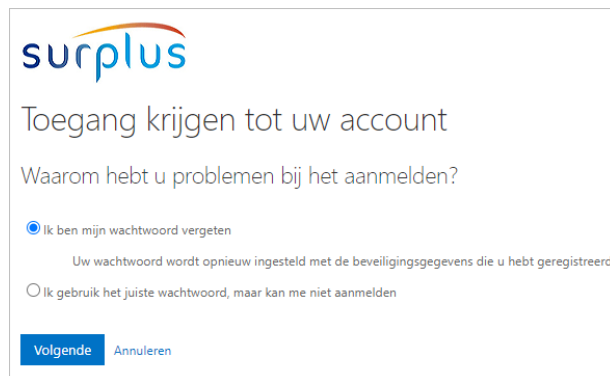 surplus
Toegang krijgen tot uw account
Waarom hebt u problemen bij het aanmelden?
Ik ben mijn wachtwoord vergeten
Uw wachtwoord wordt opnieuw ingesteld met de beveiligingsgegevens die u hebt geregistreerd
Ik gebruik het juiste wachtwoord, maar kan me niet aanmelden
Volgende Annuleren